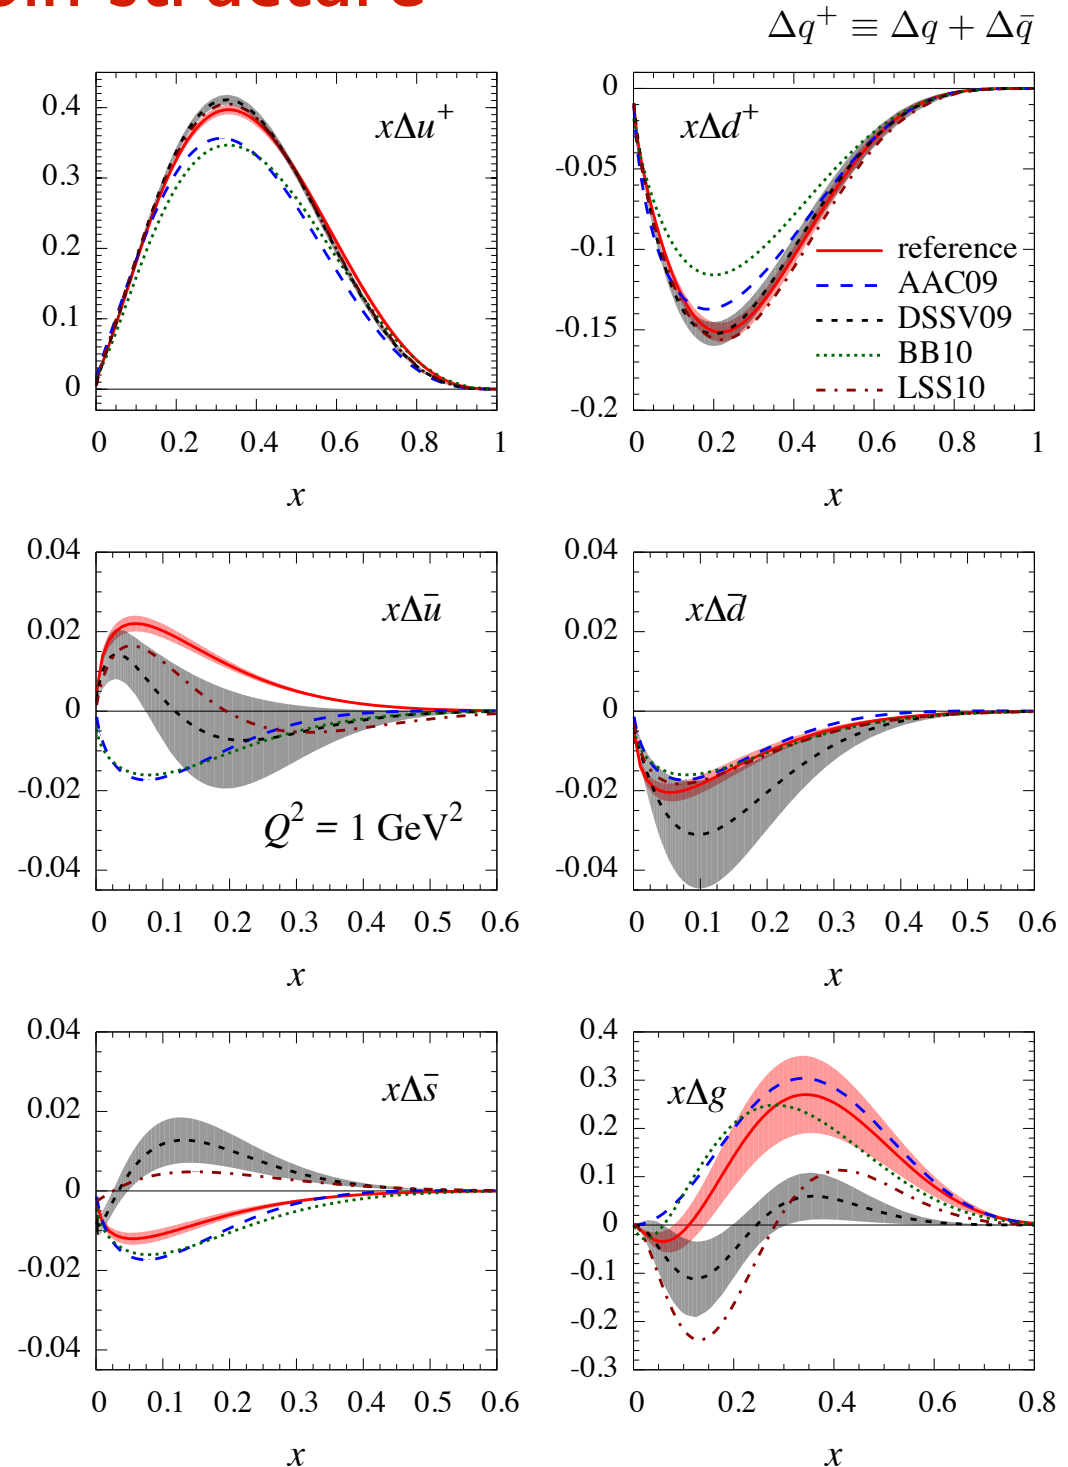 structure
Δq⁺ ≡ Δq + Δq̄
0.4
0.3
0.2
0.1
0
xΔu⁺
0 0.2 0.4 0.6 0.8 1
x
0
-0.05
-0.1
-0.15
-0.2
xΔd⁺
reference
AAC09
DSSV09
BB10
LSS10
0 0.2 0.4 0.6 0.8 1
x
0.04
0.02
0
-0.02
-0.04
xΔū
Q² = 1 GeV²
0 0.1 0.2 0.3 0.4 0.5 0.6
x
0.04
0.02
0
-0.02
-0.04
xΔd̄
0 0.1 0.2 0.3 0.4 0.5 0.6
x
0.04
0.02
0
-0.02
-0.04
xΔs̄
0 0.1 0.2 0.3 0.4 0.5 0.6
x
0.4
0.3
0.2
0.1
0
-0.1
-0.2
-0.3
xΔg
0 0.2 0.4 0.6 0.8
x